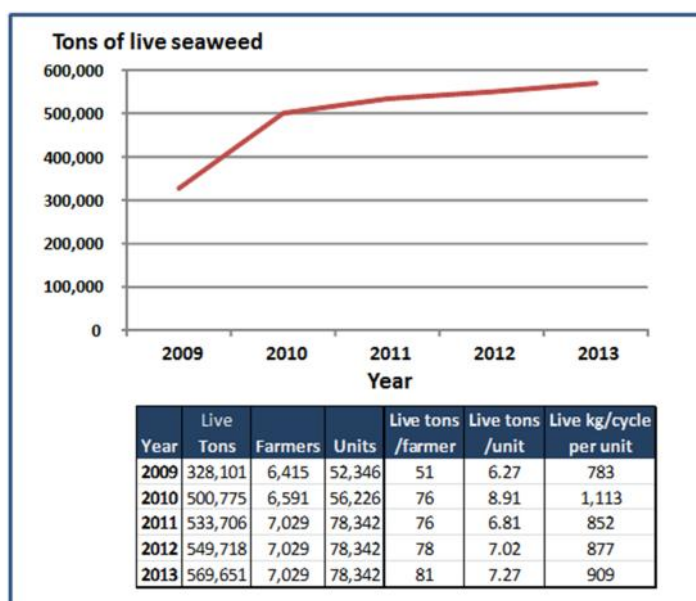 Tons of live seaweed
600,000
500,000
400,000
300,000
200,000
100,000
0
2009 2010 2011 2012 2013
Year
Live Live tons Live tons Live kg/cycle
Year Tons Farmers Units /farmer /unit per unit
2009 328,101 6,415 52,346 51 6.27 783
2010 500,775 6,591 56,226 76 8.91 1,113
2011 533,706 7,029 78,342 76 6.81 852
2012 549,718 7,029 78,342 78 7.02 877
2013 569,651 7,029 78,342 81 7.27 909